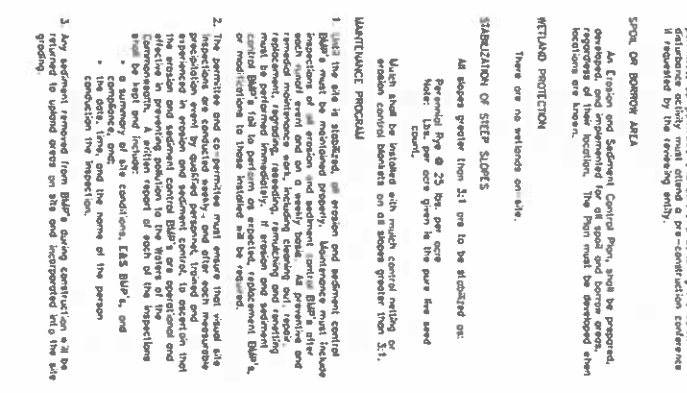 disturbance activity must attend a pre-construction conference
if requested by the reviewing entity.
SPOIL OR BORROW AREA
An Erosion and Sediment Control Plan, shall be prepared,
developed, and implemented for all spoil and borrow areas,
regardless of their location. The Plan must be developed when
locations are known.
WETLAND PROTECTION
There are no wetlands on-site.
STABILIZATION OF STEEP SLOPES
All slopes greater than 3:1 are to be stabilized as:
Perennial Rye @ 25 lbs. per acre
Note: Lbs. per acre given is the pure live seed
count.
Mulch shall be installed with mulch control netting or
erosion control blankets on all slopes greater than 3:1.
MAINTENANCE PROGRAM
1. Until the site is stabilized, all erosion and sediment control
BMP's must be maintained properly. Maintenance must include
inspections of all erosion and sediment control BMP's after
each runoff event and on a weekly basis. All preventive and
remedial maintenance work, including cleaning out, repair,
replacement, regrading, reseeding, remulching and renetting
must be performed immediately. If erosion and sediment
control BMP's fail to perform as expected, replacement BMP's,
or modifications to those installed will be required.
2. The permittee and co-permittee must ensure that visual site
inspections are conducted weekly, and after each measurable
precipitation event by qualified personnel, trained and
experienced in erosion and sediment control, to ascertain that
the erosion and sediment control BMP's are operational and
effective in preventing pollution to the Waters of the
Commonwealth. A written report of each of the inspections
shall be kept and include:
• a summary of site conditions, E&S BMP's, and
compliance, and;
• the date, time, and the name of the person
conduction the inspection.
3. Any sediment removed from BMP's during construction will be
returned to upland areas on site and incorporated into the site
grading.